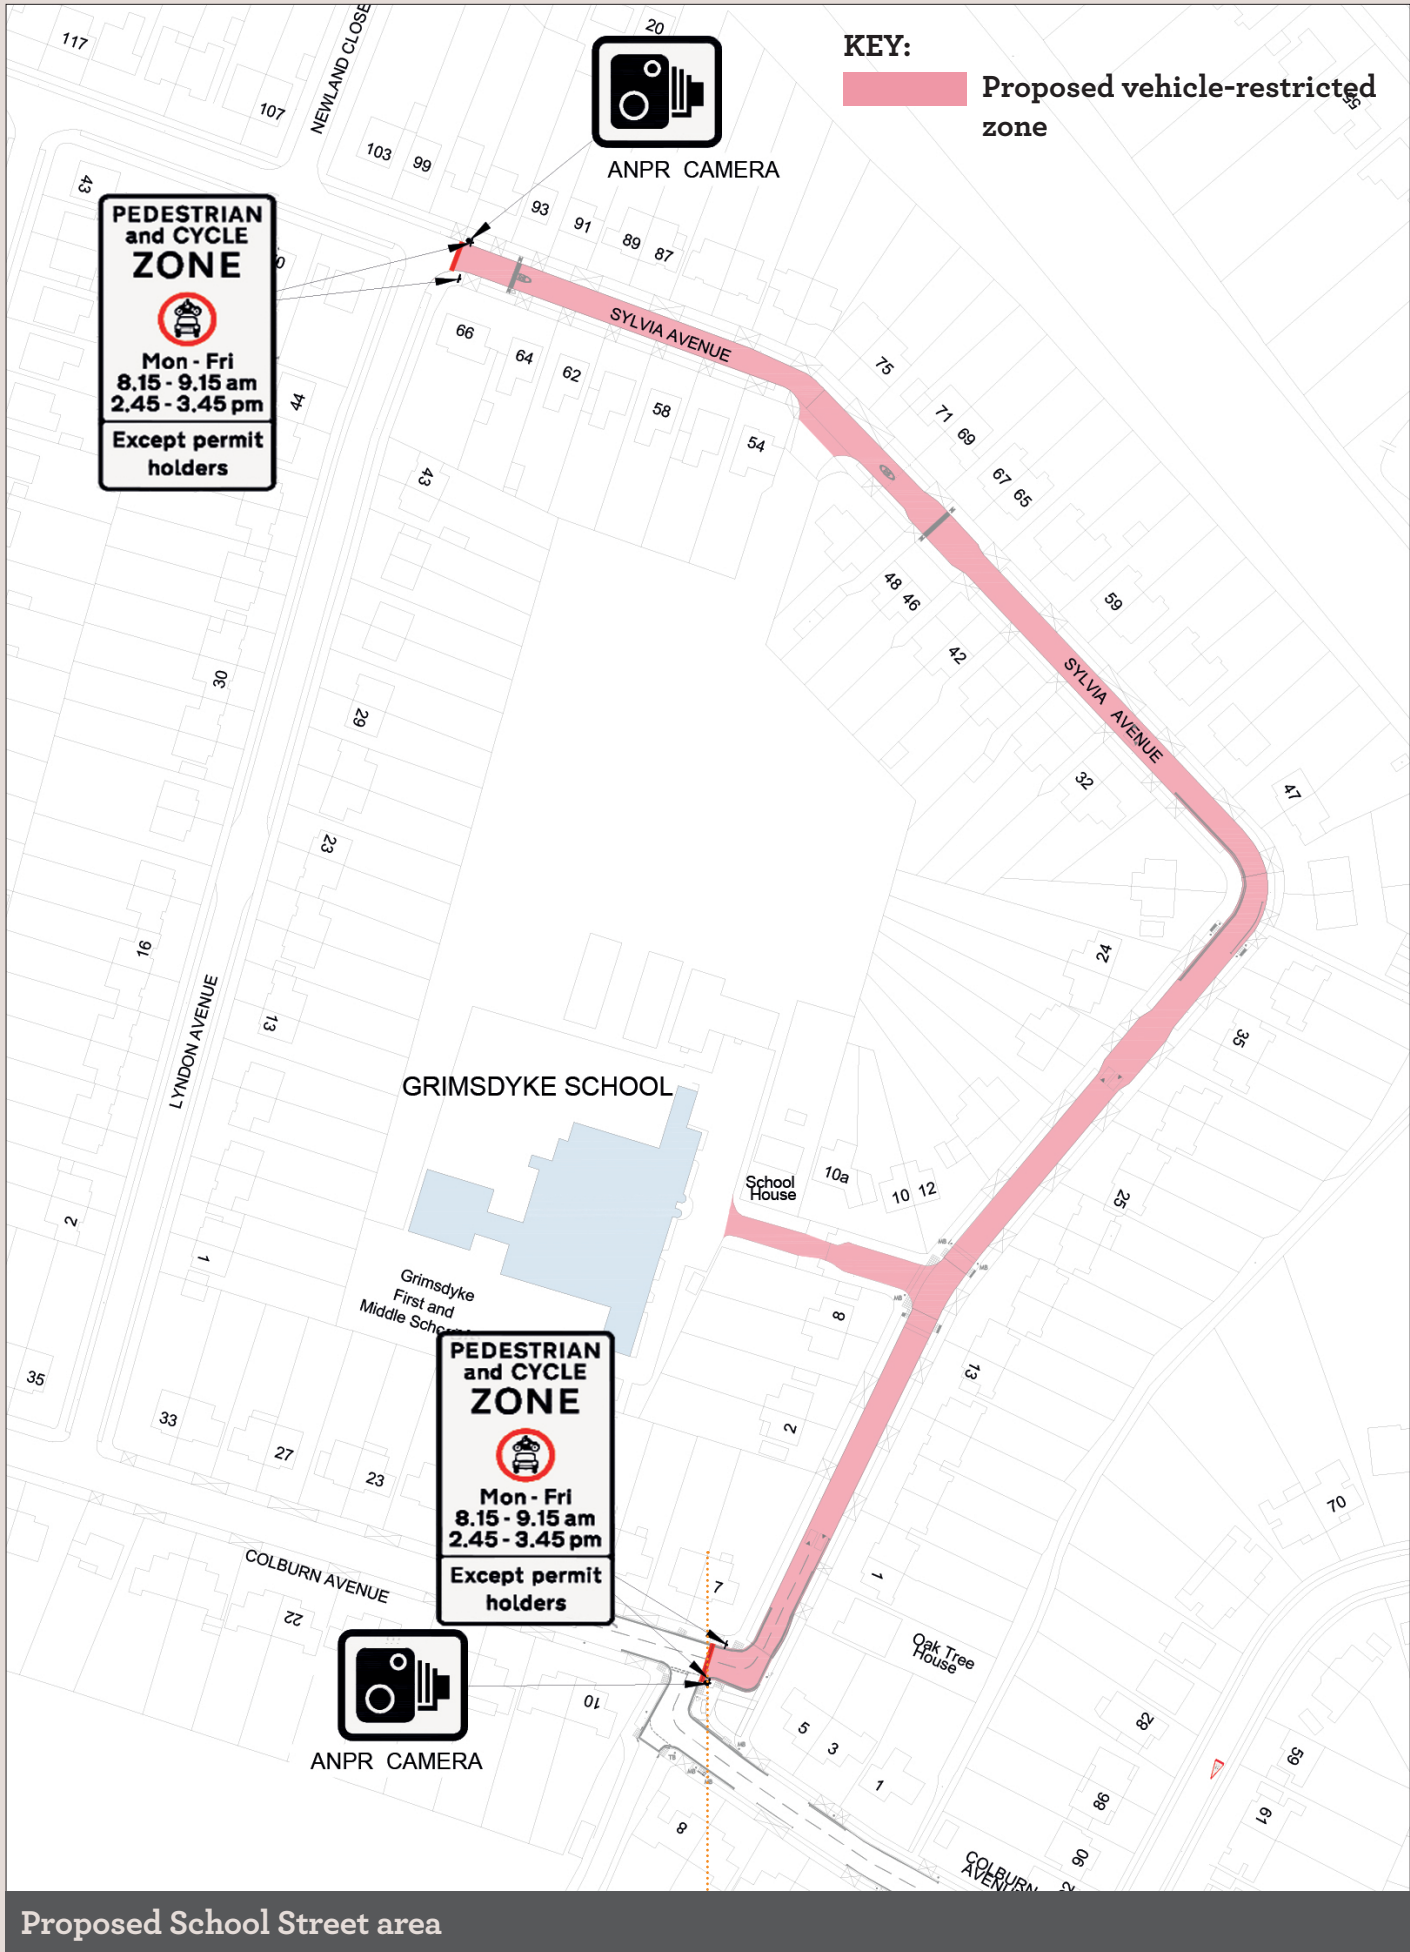 KEY:
Proposed vehicle-restricted
zone
55
117
NEWLAND CLOSE
20
107
103
99
ANPR CAMERA
43
PEDESTRIAN
and CYCLE
ZONE
Mon - Fri
8.15 - 9.15 am
2.45 - 3.45 pm
Except permit
holders
93
91
89
87
SYLVIA AVENUE
66
64
62
58
54
75
71
69
67
65
44
43
48
46
42
59
SYLVIA AVENUE
30
29
32
47
23
16
24
13
35
LYNDON AVENUE
GRIMSDYKE SCHOOL
School
House
10a
10
12
25
2
1
Grimsdyke
First and
Middle School
8
13
35
33
27
23
2
PEDESTRIAN
and CYCLE
ZONE
Mon - Fri
8.15 - 9.15 am
2.45 - 3.45 pm
Except permit
holders
70
COLBURN AVENUE
22
7
1
Oak Tree
House
10
ANPR CAMERA
5
3
1
82
59
86
61
8
90
COLBURN
AVENUE
Proposed School Street area